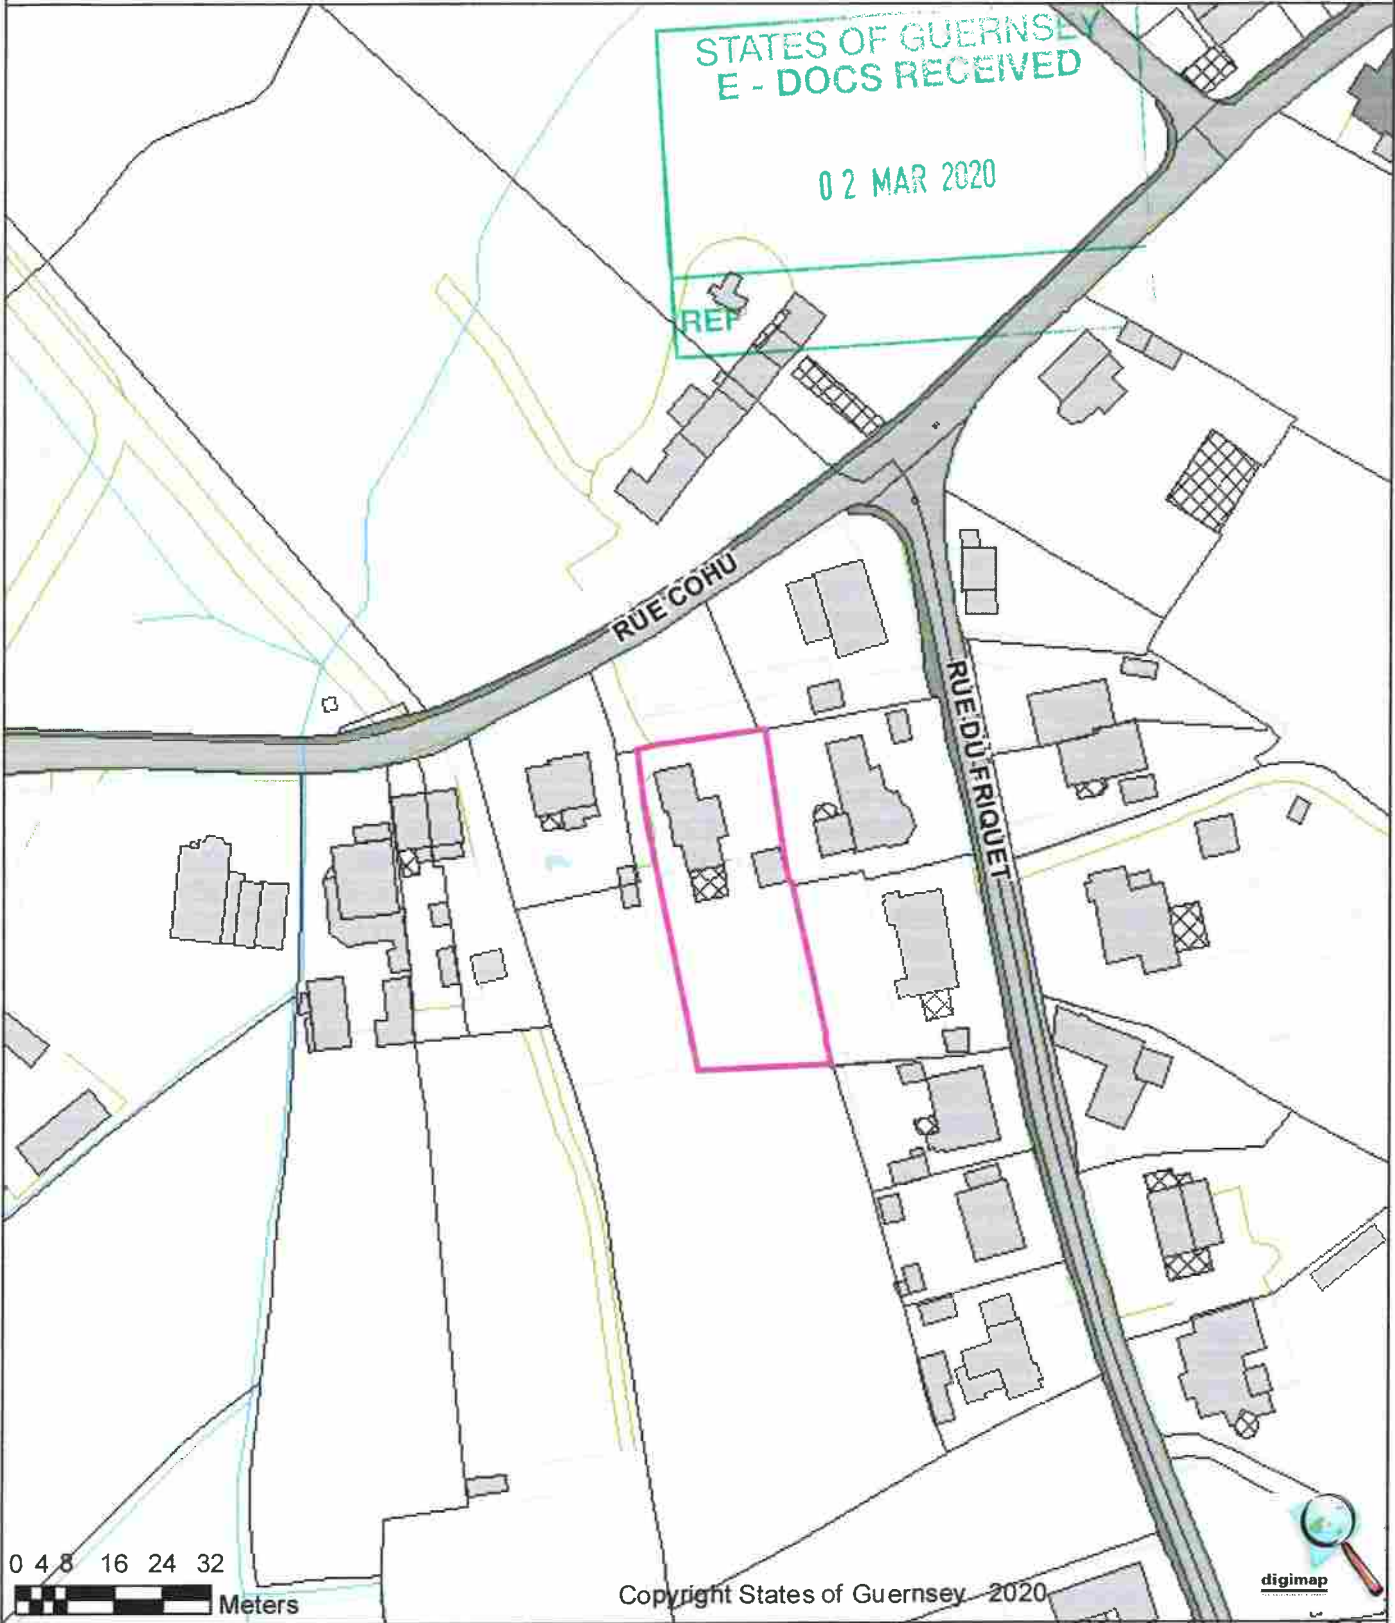 STATES OF GUERNSEY
E - DOCS RECEIVED
02 MAR 2020
REF
RUE COHU
RUE DU FRIQUET
0 4 8 16 24 32
Meters
Copyright States of Guernsey 2020
digimap